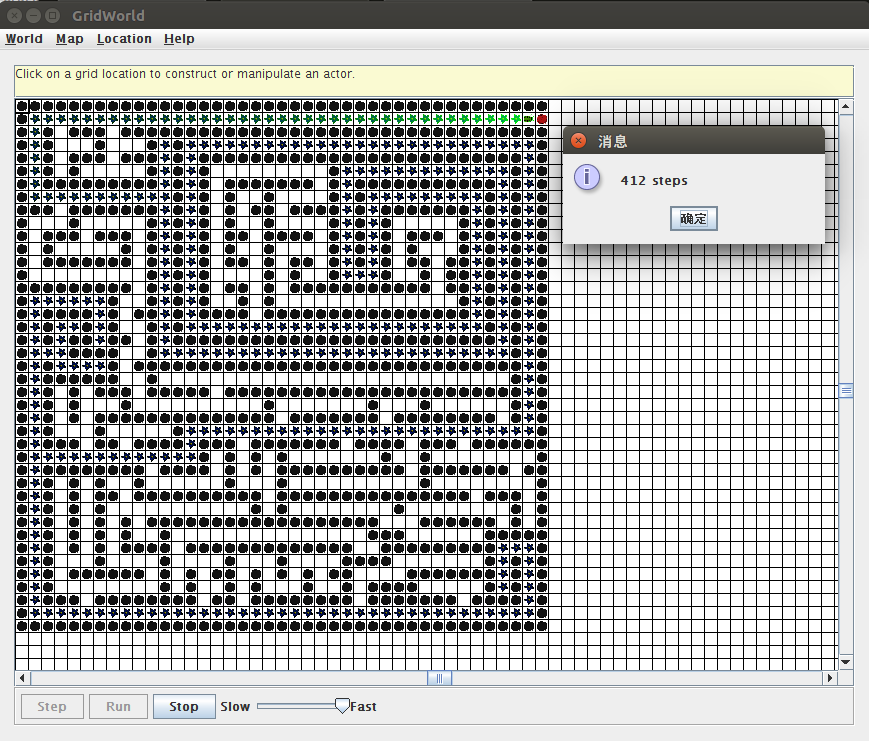 GridWorld
World Map Location Help
Click on a grid location to construct or manipulate an actor.
消息
412 steps
确定
Step Run Stop Slow Fast